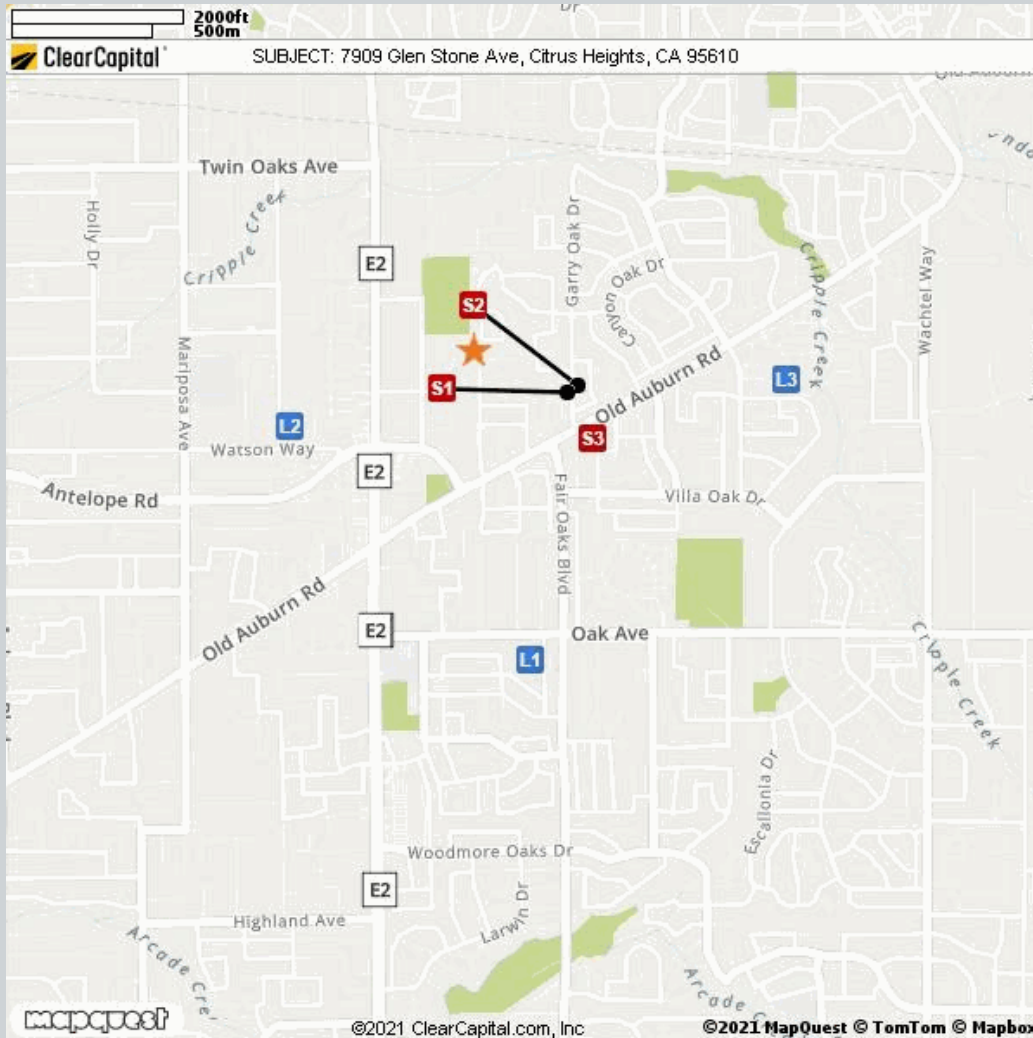 2000ft
500m
Dr
ClearCapital
SUBJECT: 7909 Glen Stone Ave, Citrus Heights, CA 95610
Twin Oaks Ave
Holly Dr
Cripple Creek
E2
Garry Oak Dr
Canyon Oak Dr
Cripple Creek
Wachtel Way
S2
S1
Mariposa Ave
L2
Watson Way
L3
Old Auburn Rd
S3
E2
Antelope Rd
Fair Oaks Blvd
Villa Oak Dr
Old Auburn Rd
E2
Oak Ave
L1
Cripple Creek
Escallonia Dr
Woodmore Oaks Dr
E2
Larwin Dr
Highland Ave
Arcade Cre
Arcade C
mapquest
©2021 ClearCapital.com, Inc
©2021 MapQuest © TomTom © Mapbox